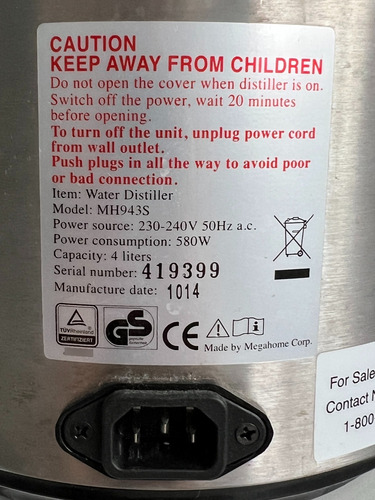 CAUTION
KEEP AWAY FROM CHILDREN
Do not open the cover when distiller is on.
Switch off the power, wait 20 minutes
before opening.
To turn off the unit, unplug power cord
from wall outlet.
Push plugs in all the way to avoid poor
or bad connection.
Item: Water Distiller
Model: MH943S
Power source: 230-240V 50Hz a.c.
Power consumption: 580W
Capacity: 4 liters
Serial number: 419399
Manufacture date: 1014
TÜVRheinland
ZERTIFIZIERT
GS
CE
Made by Megahome Corp.
For Sale
Contact
1-800